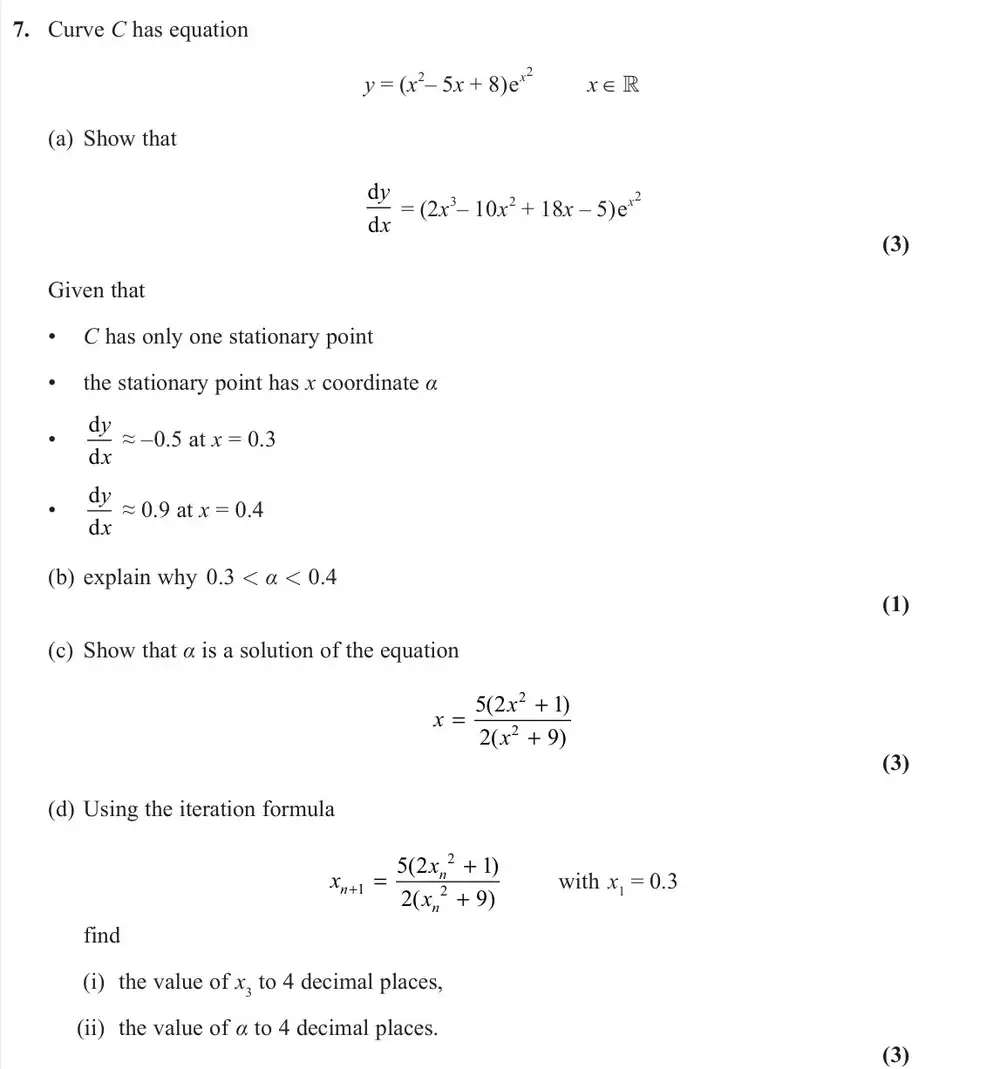 7. Curve C has equation
y = (x² – 5x + 8)e^{x²}    x ∈ ℝ
(a) Show that
dy/dx = (2x³ – 10x² + 18x – 5)e^{x²}
(3)
Given that
• C has only one stationary point
• the stationary point has x coordinate α
• dy/dx ≈ –0.5 at x = 0.3
• dy/dx ≈ 0.9 at x = 0.4
(b) explain why 0.3 < α < 0.4
(1)
(c) Show that α is a solution of the equation
x = 5(2x² + 1)/2(x² + 9)
(3)
(d) Using the iteration formula
x_{n+1} = 5(2x_n² + 1)/2(x_n² + 9)    with x₁ = 0.3
find
(i) the value of x₃ to 4 decimal places,
(ii) the value of α to 4 decimal places.
(3)